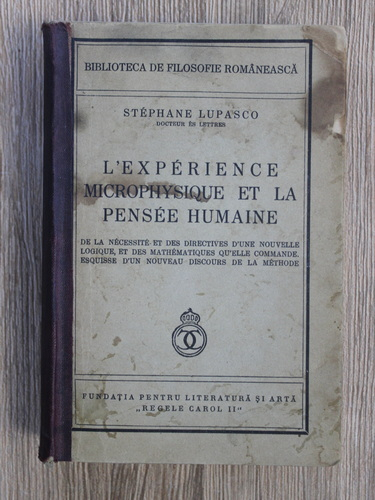 BIBLIOTECA DE FILOSOFIE ROMÂNEASCĂ
STÉPHANE LUPASCO
DOCTEUR ÈS LETTRES
L'EXPÉRIENCE
MICROPHYSIQUE ET LA
PENSÉE HUMAINE
DE LA NÉCESSITÉ ET DES DIRECTIVES D'UNE NOUVELLE
LOGIQUE, ET DES MATHÉMATIQUES QU'ELLE COMMANDE.
ESQUISSE D'UN NOUVEAU DISCOURS DE LA MÉTHODE
FUNDAȚIA PENTRU LITERATURĂ ȘI ARTĂ
„REGELE CAROL II"